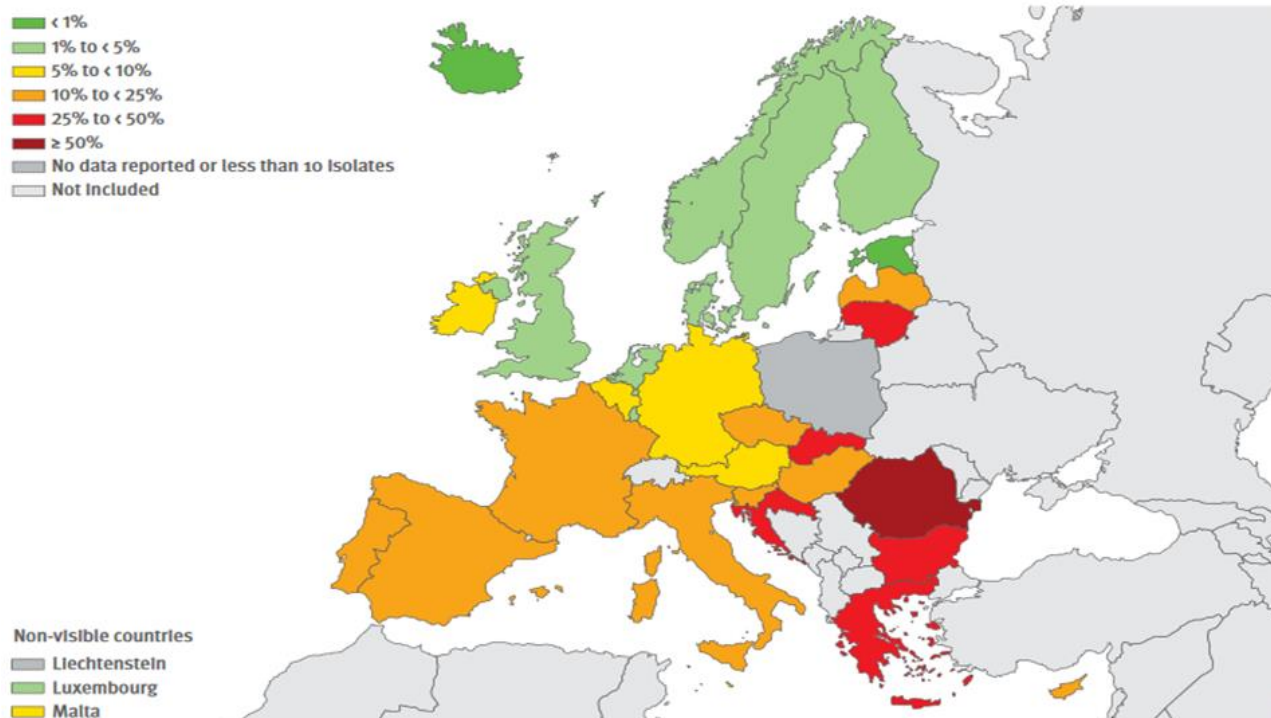 < 1%
1% to < 5%
5% to < 10%
10% to < 25%
25% to < 50%
≥ 50%
No data reported or less than 10 Isolates
Not Included
Non-visible countries
Liechtenstein
Luxembourg
Malta